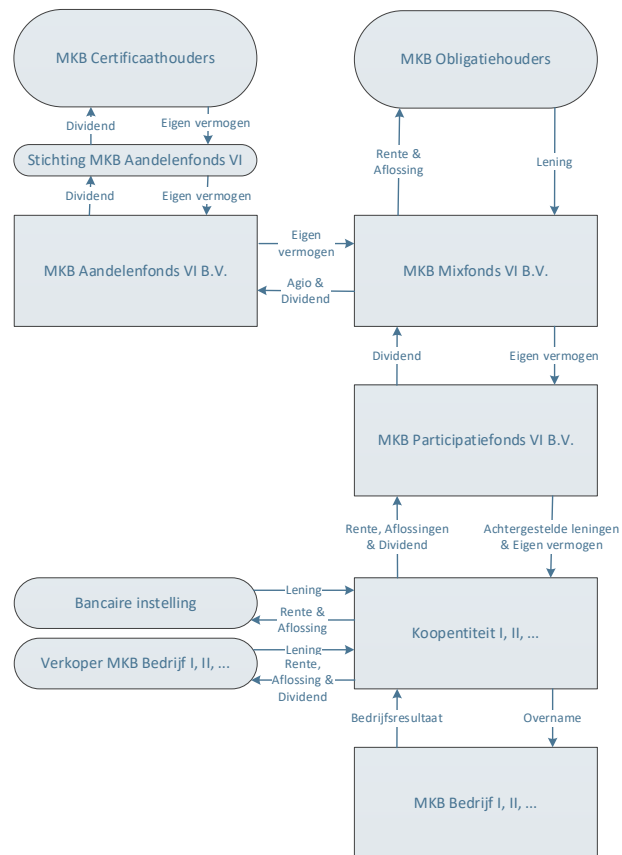 MKB Certificaathouders
MKB Obligatiehouders
Dividend
Eigen vermogen
Rente &
Aflossing
Lening
Stichting MKB Aandelenfonds VI
Dividend
Eigen vermogen
MKB Aandelenfonds VI B.V.
Eigen
vermogen
Agio &
Dividend
MKB Mixfonds VI B.V.
Dividend
Eigen vermogen
MKB Participatiefonds VI B.V.
Rente, Aflossingen
& Dividend
Achtergestelde leningen
& Eigen vermogen
Bancaire instelling
Lening
Rente &
Aflossing
Koopentiteit I, II, ...
Verkoper MKB Bedrijf I, II, ...
Lening
Rente,
Aflossing &
Dividend
Bedrijfsresultaat
Overname
MKB Bedrijf I, II, ...